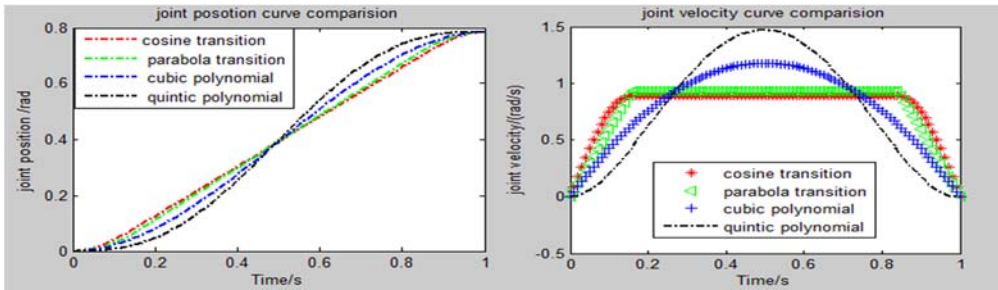 joint posotion curve comparision
joint position /rad
0.8
0.6
0.4
0.2
0
cosine transition
parabola transition
cubic polynomial
quintic polynomial
0 0.2 0.4 0.6 0.8 1
Time/s
joint velocity curve comparision
joint velocity/(rad/s)
1.5
1
0.5
0
-0.5
cosine transition
parabola transition
cubic polynomial
quintic polynomial
0 0.2 0.4 0.6 0.8 1
Time/s